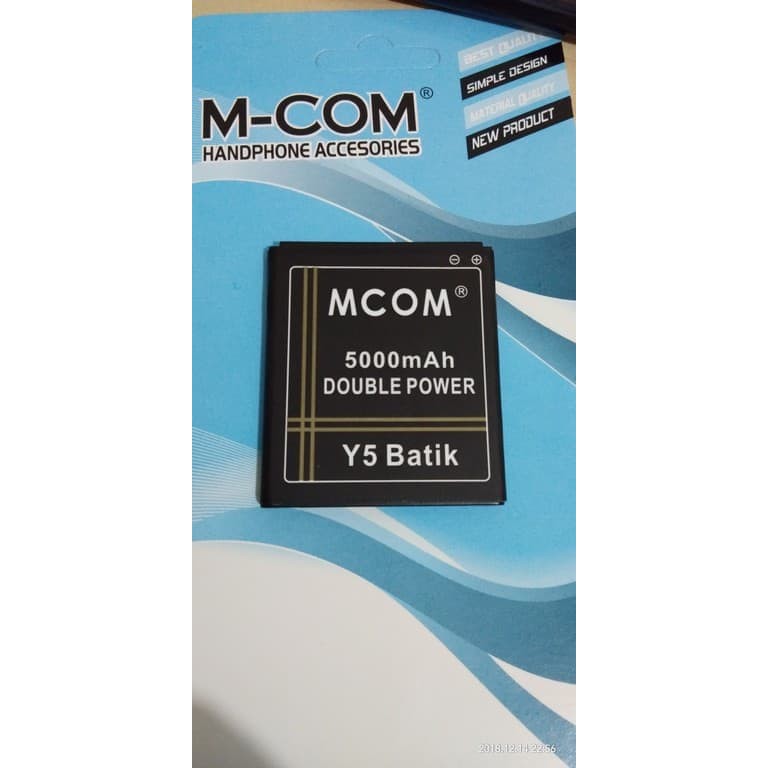 M-COM®
HANDPHONE ACCESORIES
BEST QUALITY
SIMPLE DESIGN
MATERIAL QUALITY
NEW PRODUCT
MCOM®
5000mAh
DOUBLE POWER
Y5 Batik
2018.12.14 22:56